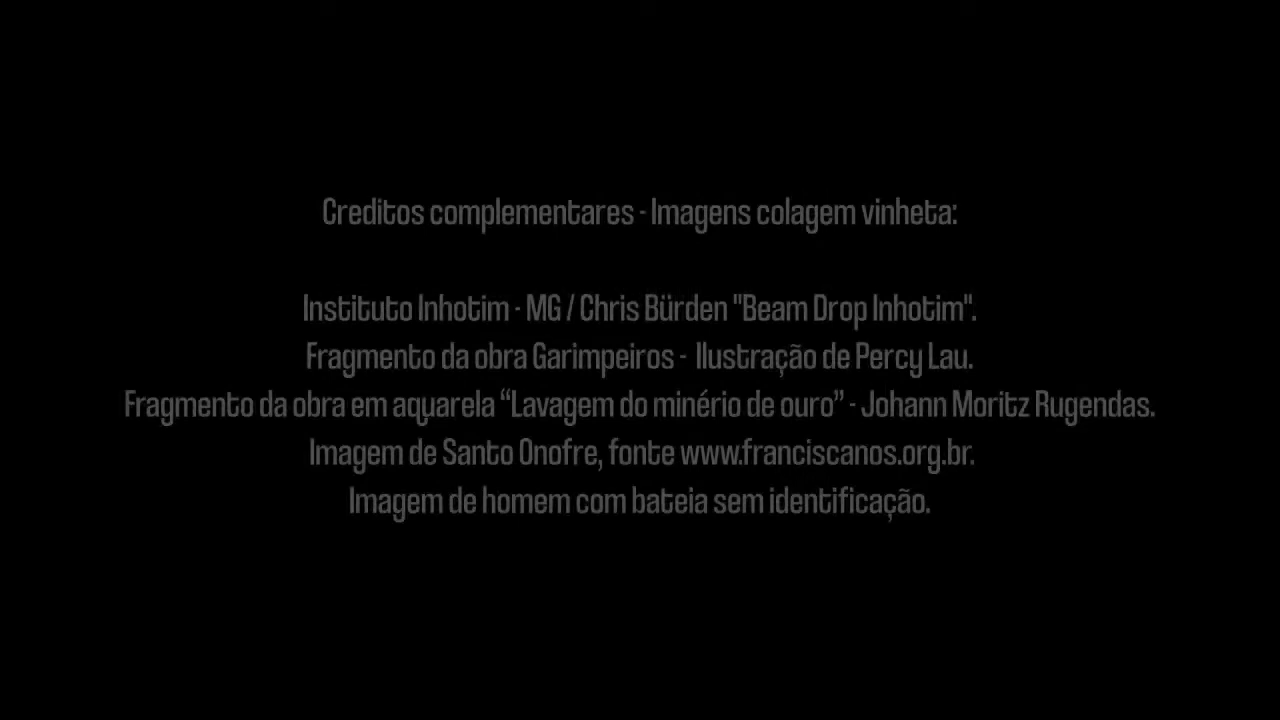 Creditos complementares - Imagens colagem vinheta:
Instituto Inhotim - MG / Chris Bürden "Beam Drop Inhotim".
Fragmento da obra Garimpeiros - Ilustração de Percy Lau.
Fragmento da obra em aquarela “Lavagem do minério de ouro” - Johann Moritz Rugendas.
Imagem de Santo Onofre, fonte www.franciscanos.org.br.
Imagem de homem com bateia sem identificação.